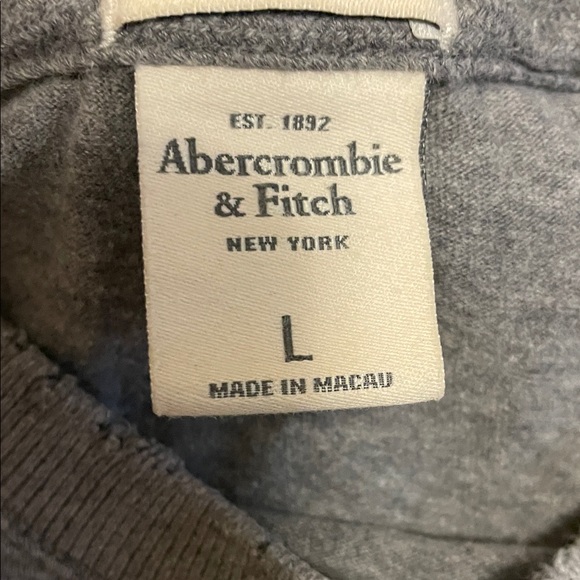 EST. 1892
Abercrombie
& Fitch
NEW YORK
L
MADE IN MACAU